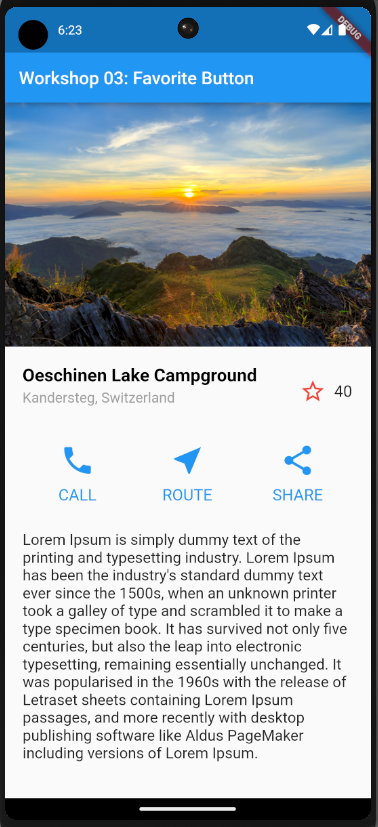 6:23
DEBUG
Workshop 03: Favorite Button
Oeschinen Lake Campground
Kandersteg, Switzerland
40
CALL ROUTE SHARE
Lorem Ipsum is simply dummy text of the
printing and typesetting industry. Lorem Ipsum
has been the industry's standard dummy text
ever since the 1500s, when an unknown printer
took a galley of type and scrambled it to make a
type specimen book. It has survived not only five
centuries, but also the leap into electronic
typesetting, remaining essentially unchanged. It
was popularised in the 1960s with the release of
Letraset sheets containing Lorem Ipsum
passages, and more recently with desktop
publishing software like Aldus PageMaker
including versions of Lorem Ipsum.